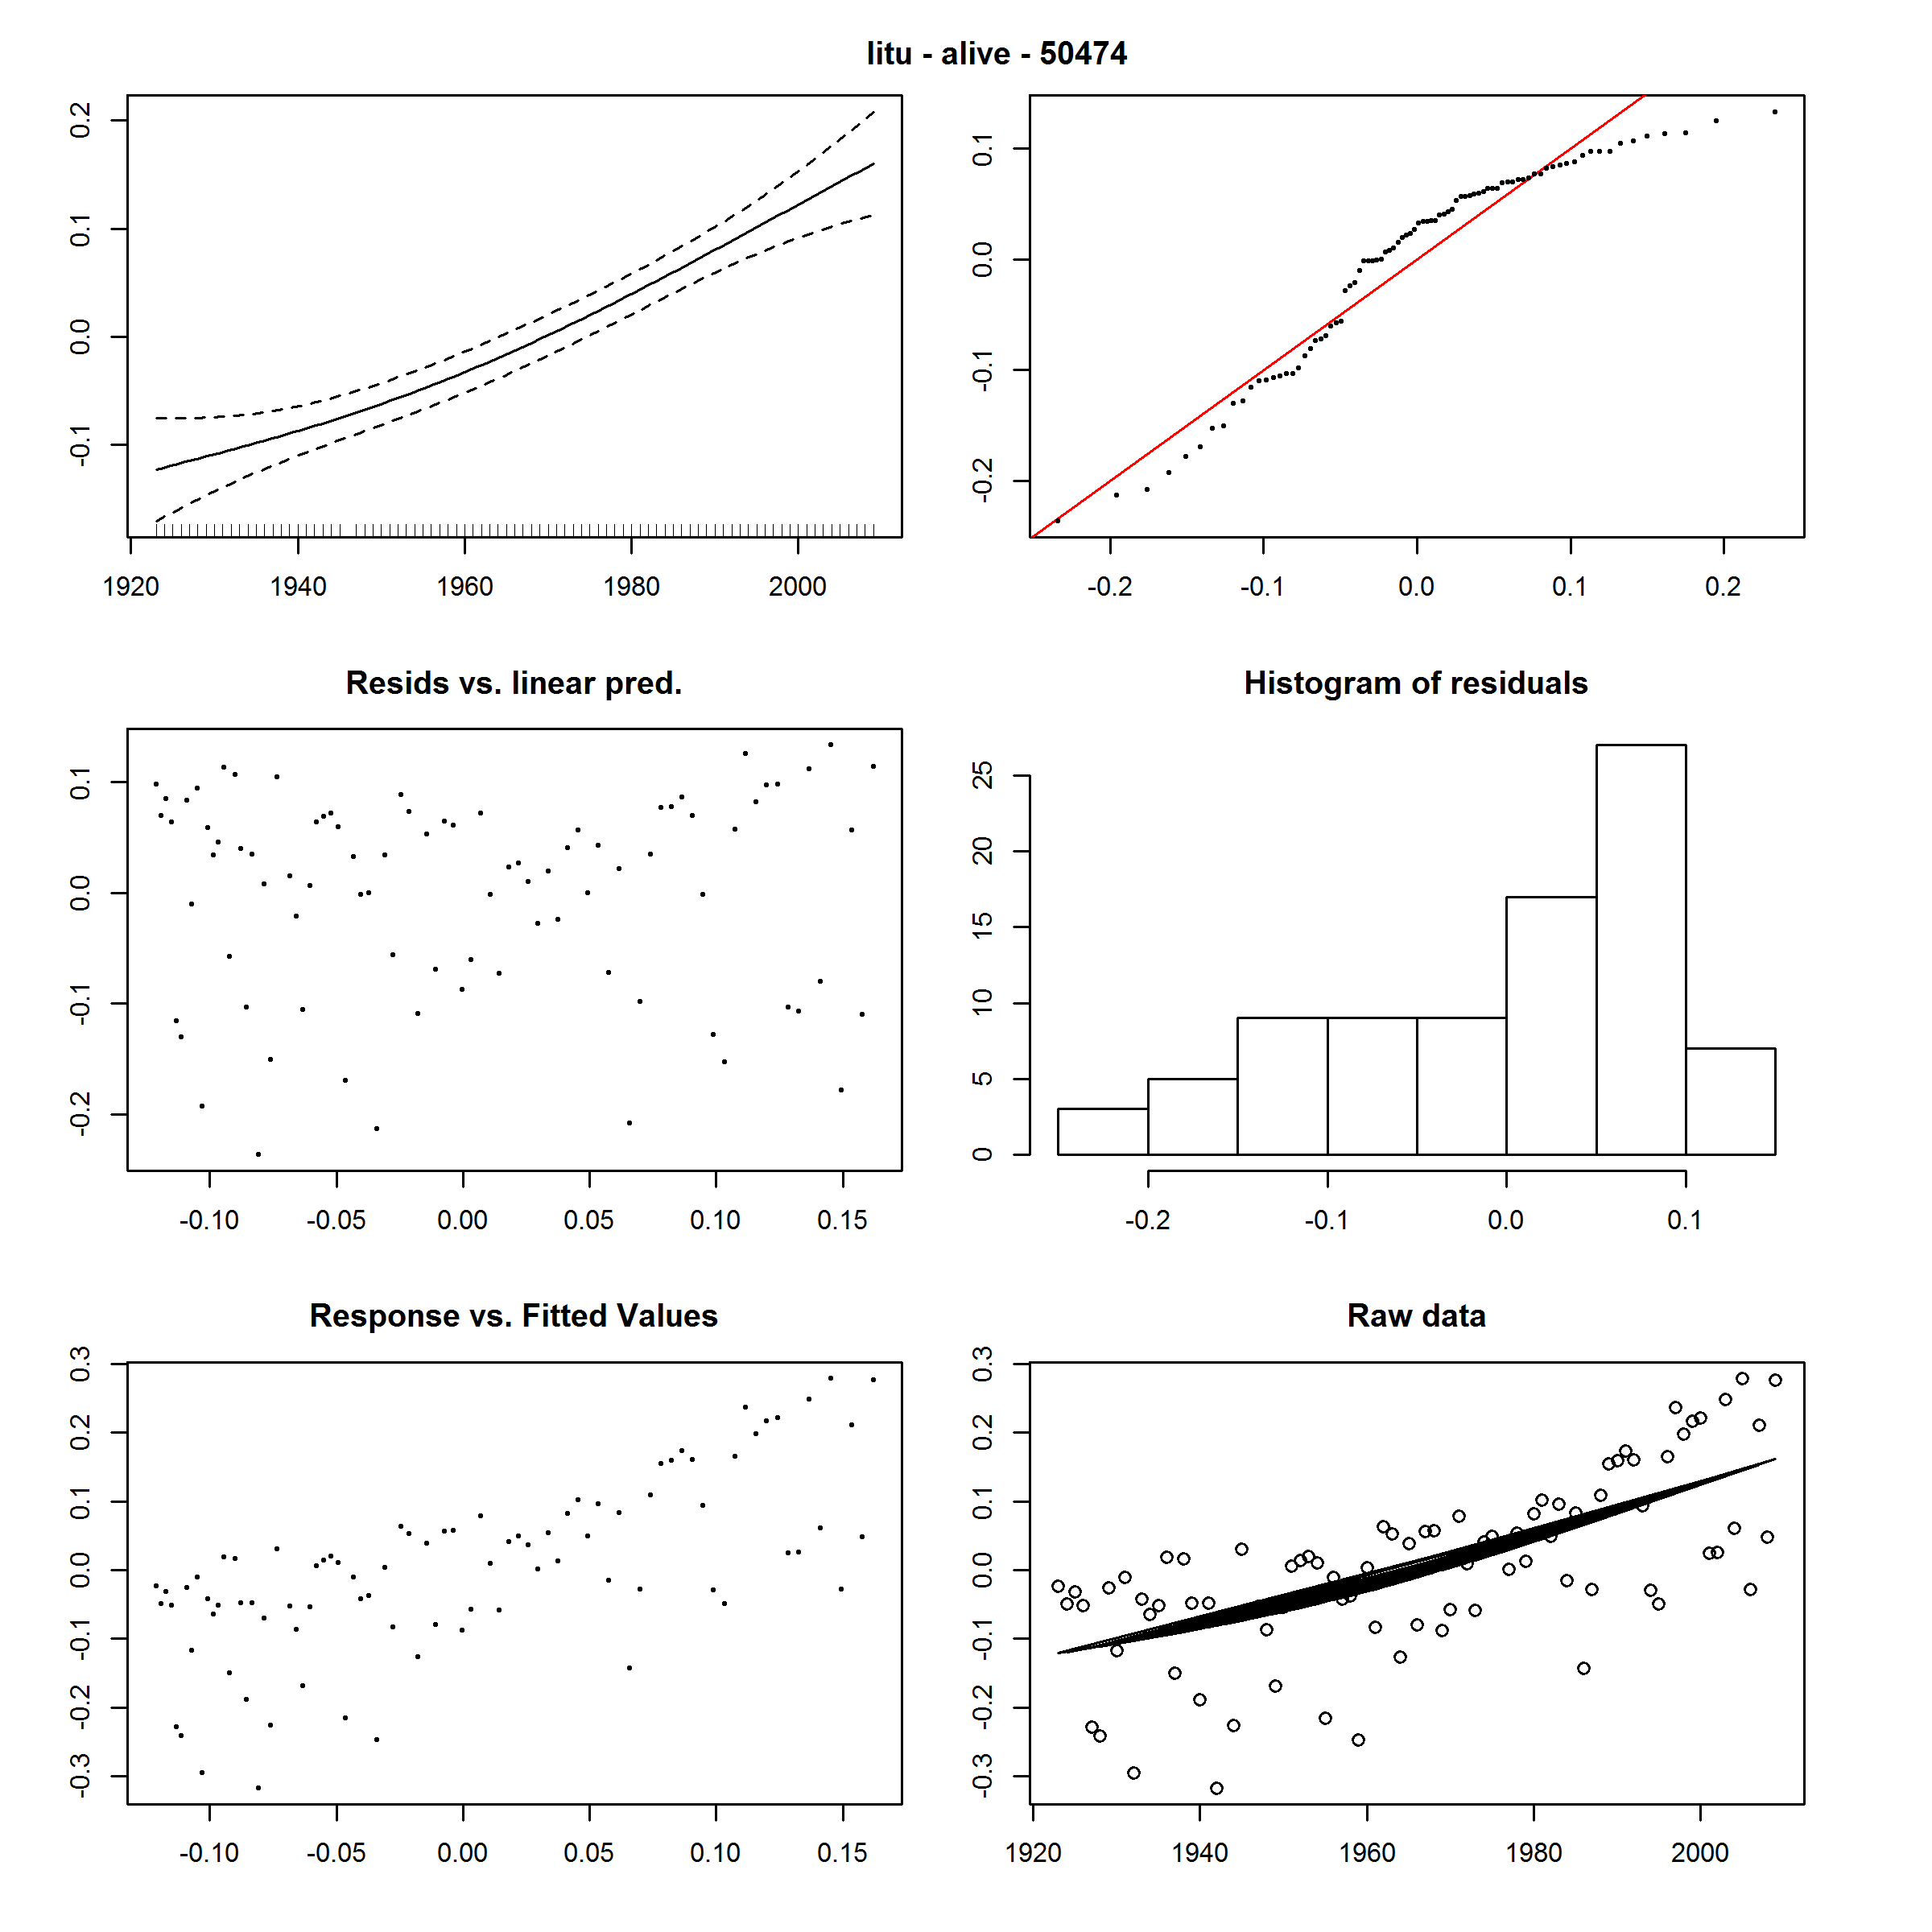 litu - alive - 50474
0.2
0.1
0.0
-0.1
1920 1940 1960 1980 2000
0.1
0.0
-0.1
-0.2
-0.2 -0.1 0.0 0.1 0.2
Resids vs. linear pred.
0.1
0.0
-0.1
-0.2
-0.10 -0.05 0.00 0.05 0.10 0.15
Histogram of residuals
25
20
15
10
5
0
-0.2 -0.1 0.0 0.1
Response vs. Fitted Values
0.3
0.2
0.1
0.0
-0.1
-0.2
-0.3
-0.10 -0.05 0.00 0.05 0.10 0.15
Raw data
0.3
0.2
0.1
0.0
-0.1
-0.2
-0.3
1920 1940 1960 1980 2000